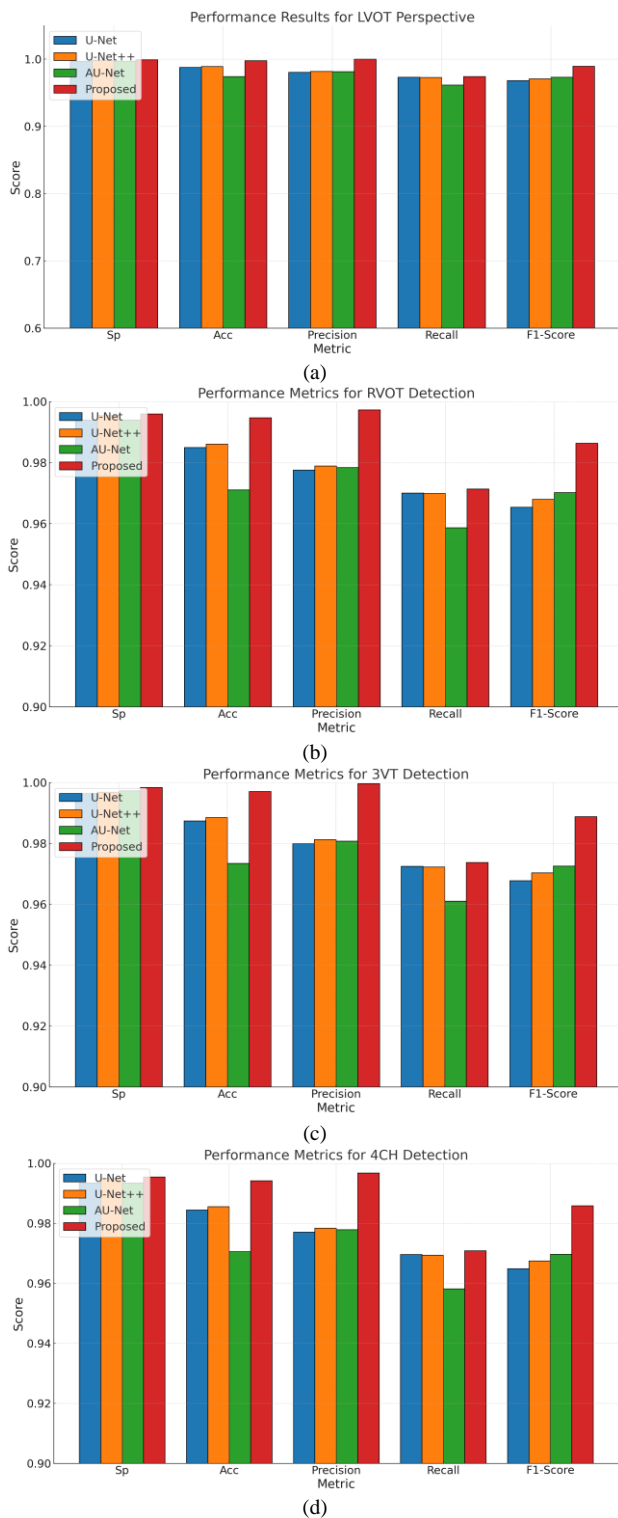 Performance Results for LVOT Perspective
1.0
0.9
0.8
0.7
0.6
Score
U-Net
U-Net++
AU-Net
Proposed
Sp Acc Precision Recall F1-Score
Metric
(a)
Performance Metrics for RVOT Detection
1.00
0.98
0.96
0.94
0.92
0.90
Score
U-Net
U-Net++
AU-Net
Proposed
Sp Acc Precision Recall F1-Score
Metric
(b)
Performance Metrics for 3VT Detection
1.00
0.98
0.96
0.94
0.92
0.90
Score
U-Net
U-Net++
AU-Net
Proposed
Sp Acc Precision Recall F1-Score
Metric
(c)
Performance Metrics for 4CH Detection
1.00
0.98
0.96
0.94
0.92
0.90
Score
U-Net
U-Net++
AU-Net
Proposed
Sp Acc Precision Recall F1-Score
Metric
(d)